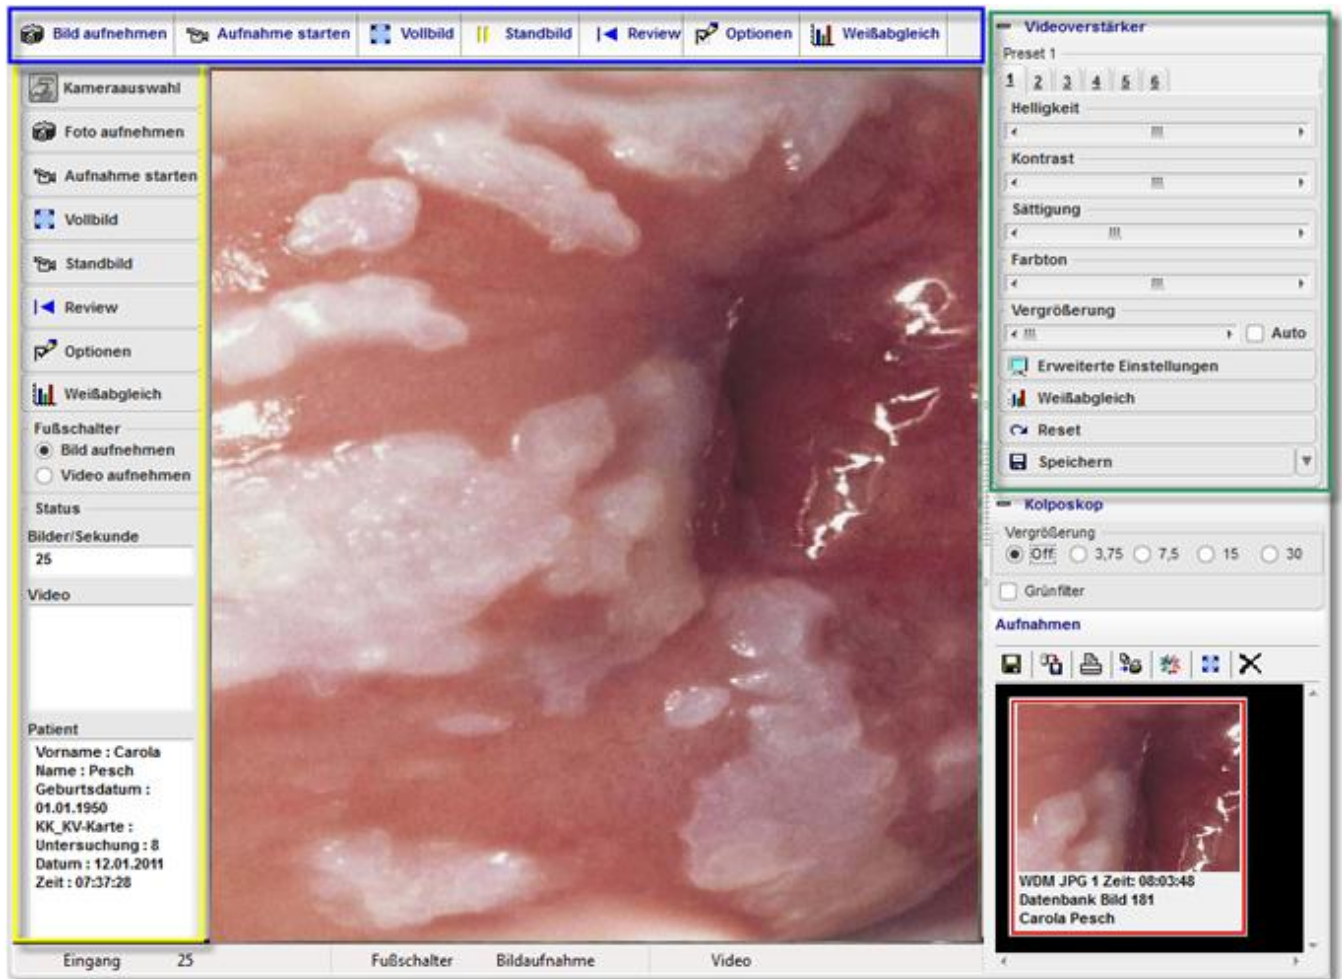 Bild aufnehmen Aufnahme starten Vollbild Standbild Review Optionen Weißabgleich
Kameraauswahl
Foto aufnehmen
Aufnahme starten
Vollbild
Standbild
Review
Optionen
Weißabgleich
Fußschalter
Bild aufnehmen
Video aufnehmen
Status
Bilder/Sekunde
25
Video
Patient
Vorname : Carola
Name : Pesch
Geburtsdatum :
01.01.1950
KK_KV-Karte :
Untersuchung : 8
Datum : 12.01.2011
Zeit : 07:37:28
Videoverstärker
Preset 1
1 2 3 4 5 6
Helligkeit
Kontrast
Sättigung
Farbton
Vergrößerung
Auto
Erweiterte Einstellungen
Weißabgleich
Reset
Speichern
Kolposkop
Vergrößerung
Off 3,75 7,5 15 30
Grünfilter
Aufnahmen
WDM JPG 1 Zeit: 08:03:48
Datenbank Bild 181
Carola Pesch
Eingang 25 Fußschalter Bildaufnahme Video